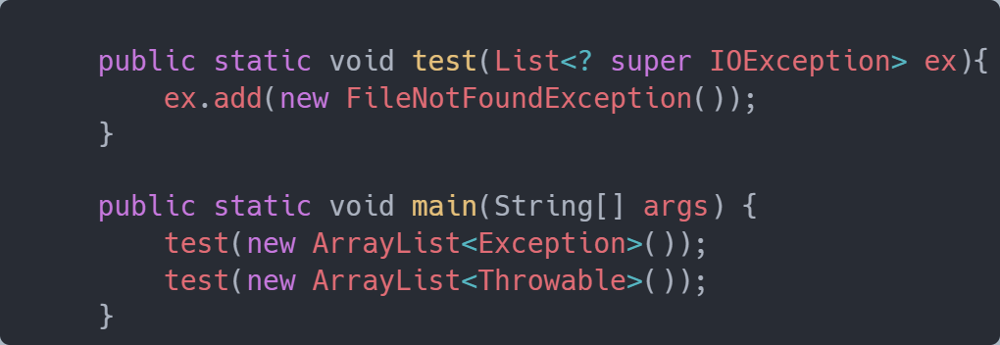 public static void test(List<? super IOException> ex){
    ex.add(new FileNotFoundException());
}
public static void main(String[] args) {
    test(new ArrayList<Exception>());
    test(new ArrayList<Throwable>());
}